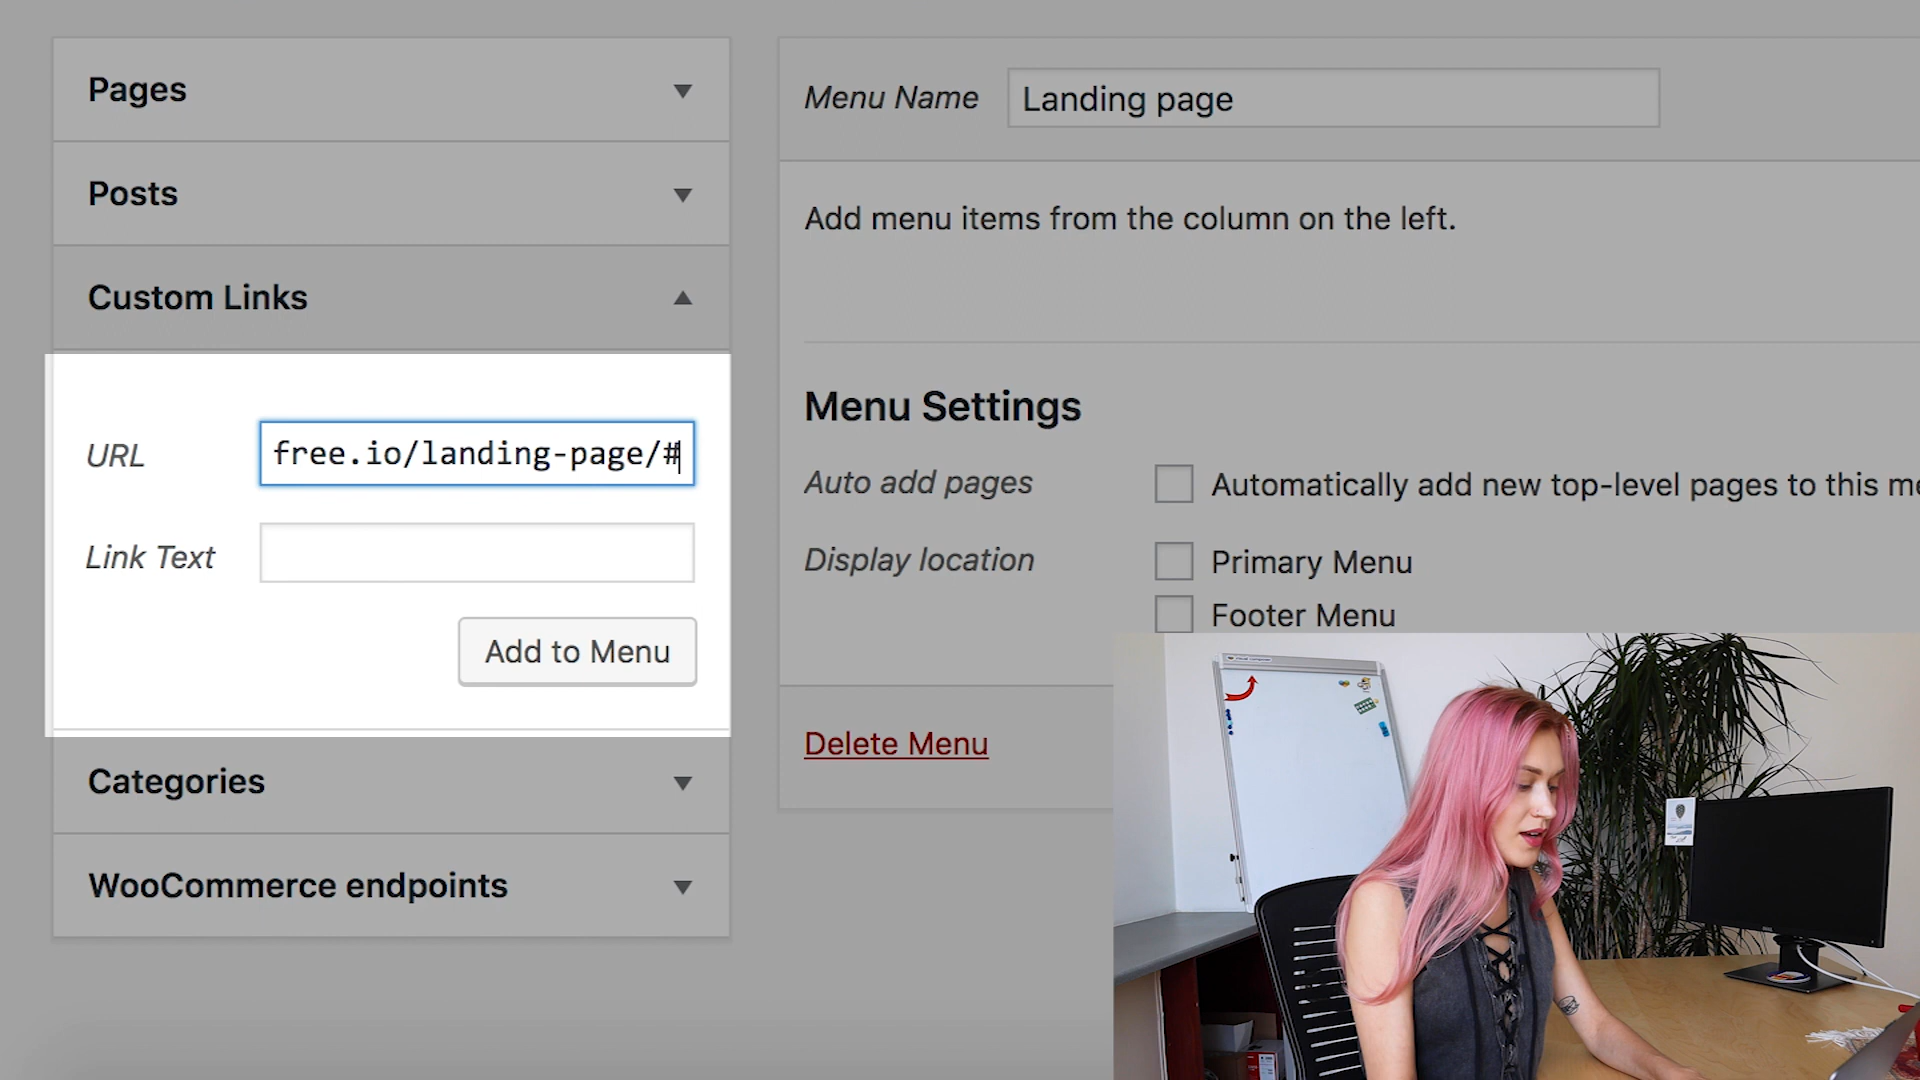 Pages
Posts
Custom Links
URL
free.io/landing-page/#
Link Text
Add to Menu
Categories
WooCommerce endpoints
Menu Name
Landing page
Add menu items from the column on the left.
Menu Settings
Auto add pages
Automatically add new top-level pages to this me
Display location
Primary Menu
Footer Menu
Delete Menu